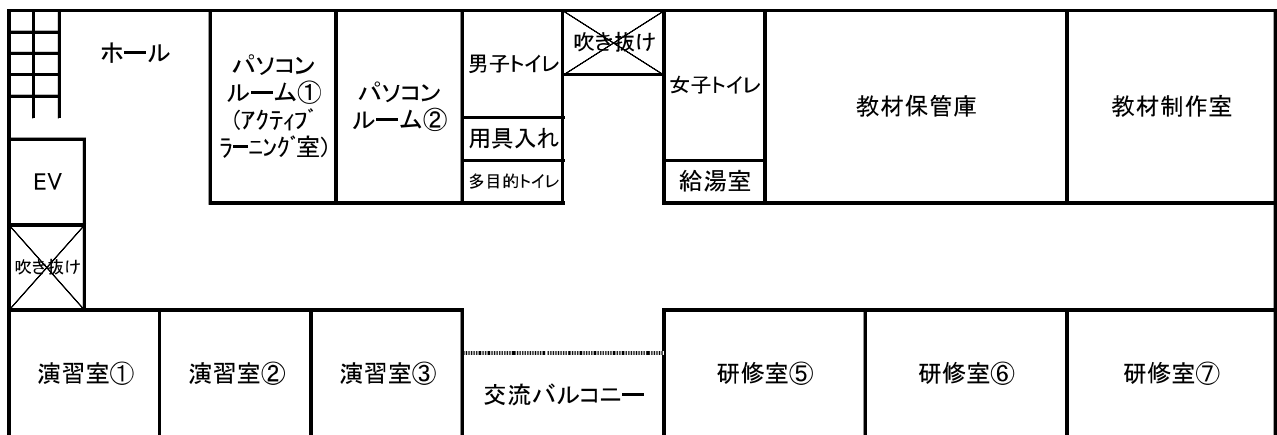 ホール
パソコン
ルーム①
(アクティブ
ラーニング室)
パソコン
ルーム②
男子トイレ
吹き抜け
女子トイレ
教材保管庫
教材制作室
用具入れ
多目的トイレ
給湯室
EV
吹き抜け
演習室①
演習室②
演習室③
交流バルコニー
研修室⑤
研修室⑥
研修室⑦